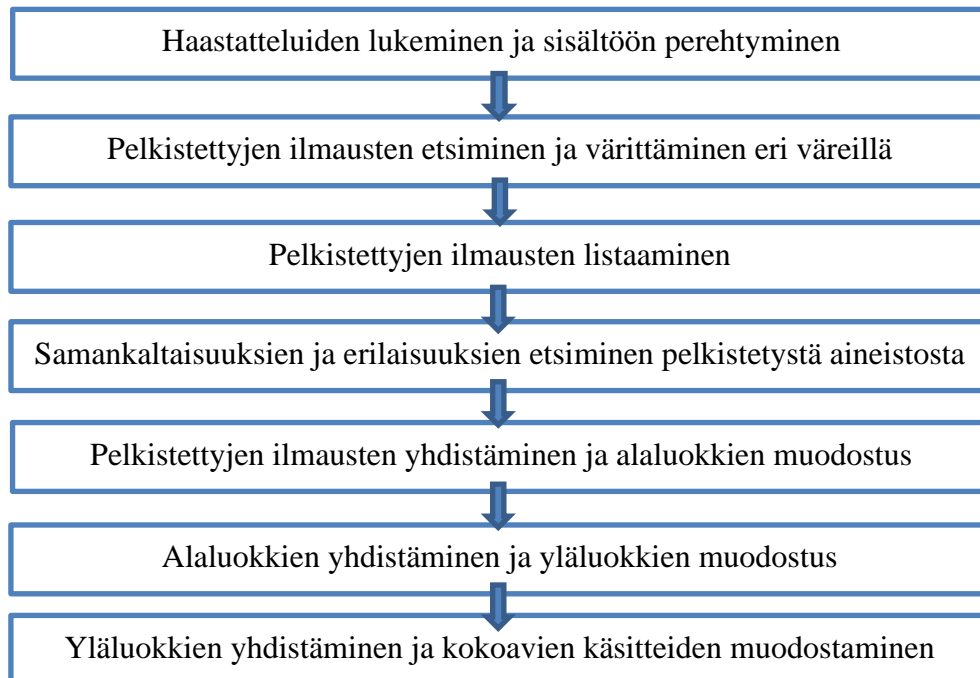 Haastatteluiden lukeminen ja sisältöön perehtyminen
Pelkistettyjen ilmausten etsiminen ja värittäminen eri väreillä
Pelkistettyjen ilmausten listaaminen
Samankaltaisuuksien ja erilaisuuksien etsiminen pelkistetystä aineistosta
Pelkistettyjen ilmausten yhdistäminen ja alaluokkien muodostus
Alaluokkien yhdistäminen ja yläluokkien muodostus
Yläluokkien yhdistäminen ja kokoavien käsitteiden muodostaminen